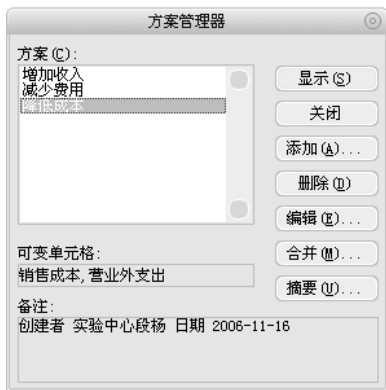 方案管理器
方案(C):
增加收入
减少费用
降低成本
显示(S)
关闭
添加(A)...
删除(D)
编辑(E)...
合并(M)...
摘要(U)...
可变单元格:
销售成本,营业外支出
备注:
创建者 实验中心段杨 日期 2006-11-16